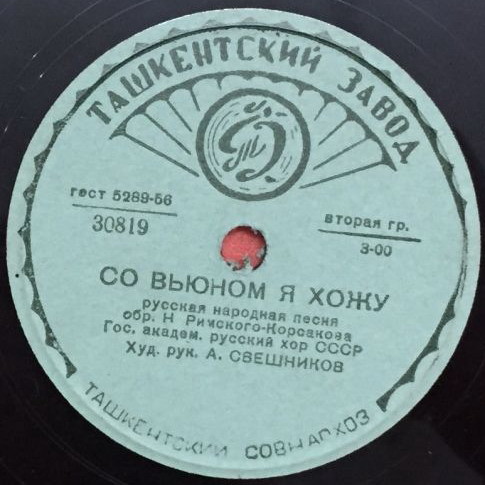 ТАШКЕНТСКИЙ ЗАВОД
гост 5289-56
30819
вторая гр.
3-00
СО ВЬЮНОМ Я ХОЖУ
русская народная песня
обр. Н Римского-Корсакова
Гос. академ. русский хор СССР
Худ. рук. А. СВЕШНИКОВ
ТАШКЕНТСКИЙ СОВНАРХОЗ